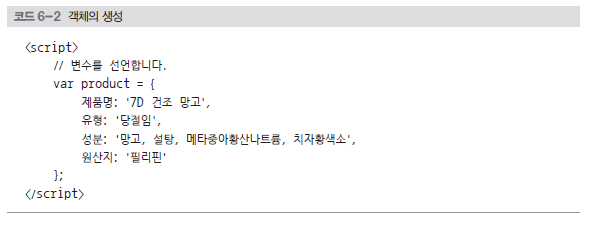 코드 6-2 객체의 생성
<script>
// 변수를 선언합니다.
var product = {
제품명: '7D 건조 망고',
유형: '당절임',
성분: '망고, 설탕, 메타중아황산나트륨, 치자황색소',
원산지: '필리핀'
};
</script>